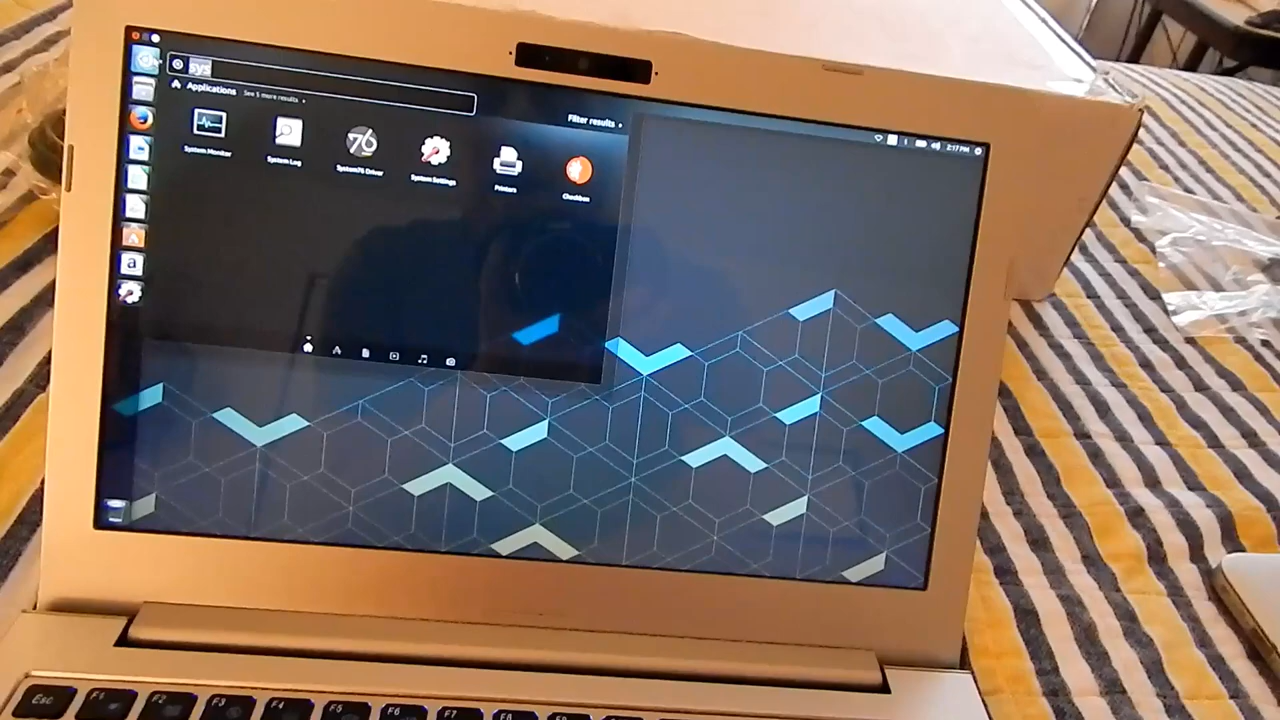 sys
Applications See 5 more results
Filter results
2:17 PM
76
System Monitor
System Log
System76 Driver
System Settings
Printers
Checkbox
a
Esc F1 F2 F3 F4 F5 F6 F7 F8